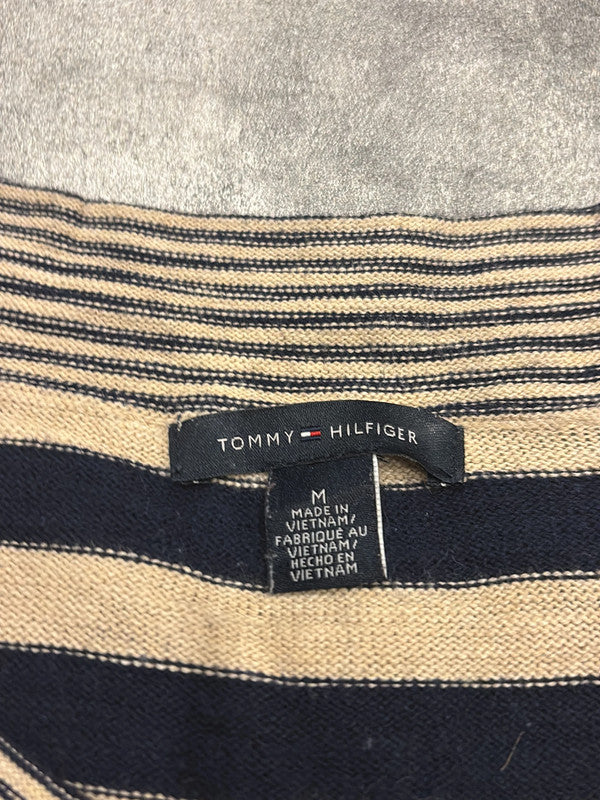 TOMMY HILFIGER
M
MADE IN
VIETNAM/
FABRIQUÉ AU
VIETNAM/
HECHO EN
VIETNAM